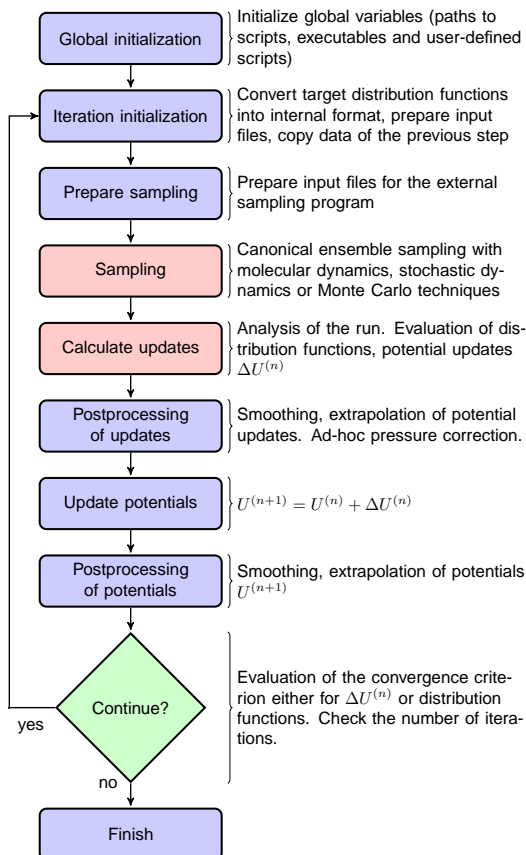 Global initialization
Initialize global variables (paths to
scripts, executables and user-defined
scripts)
Iteration initialization
Convert target distribution functions
into internal format, prepare input
files, copy data of the previous step
Prepare sampling
Prepare input files for the external
sampling program
Sampling
Canonical ensemble sampling with
molecular dynamics, stochastic dy-
namics or Monte Carlo techniques
Calculate updates
Analysis of the run. Evaluation of dis-
tribution functions, potential updates
ΔU^{(n)}
Postprocessing
of updates
Smoothing, extrapolation of potential
updates. Ad-hoc pressure correction.
Update potentials
U^{(n+1)} = U^{(n)} + ΔU^{(n)}
Postprocessing
of potentials
Smoothing, extrapolation of potentials
U^{(n+1)}
Continue?
Evaluation of the convergence crite-
rion either for ΔU^{(n)} or distribution
functions. Check the number of itera-
tions.
yes
no
Finish